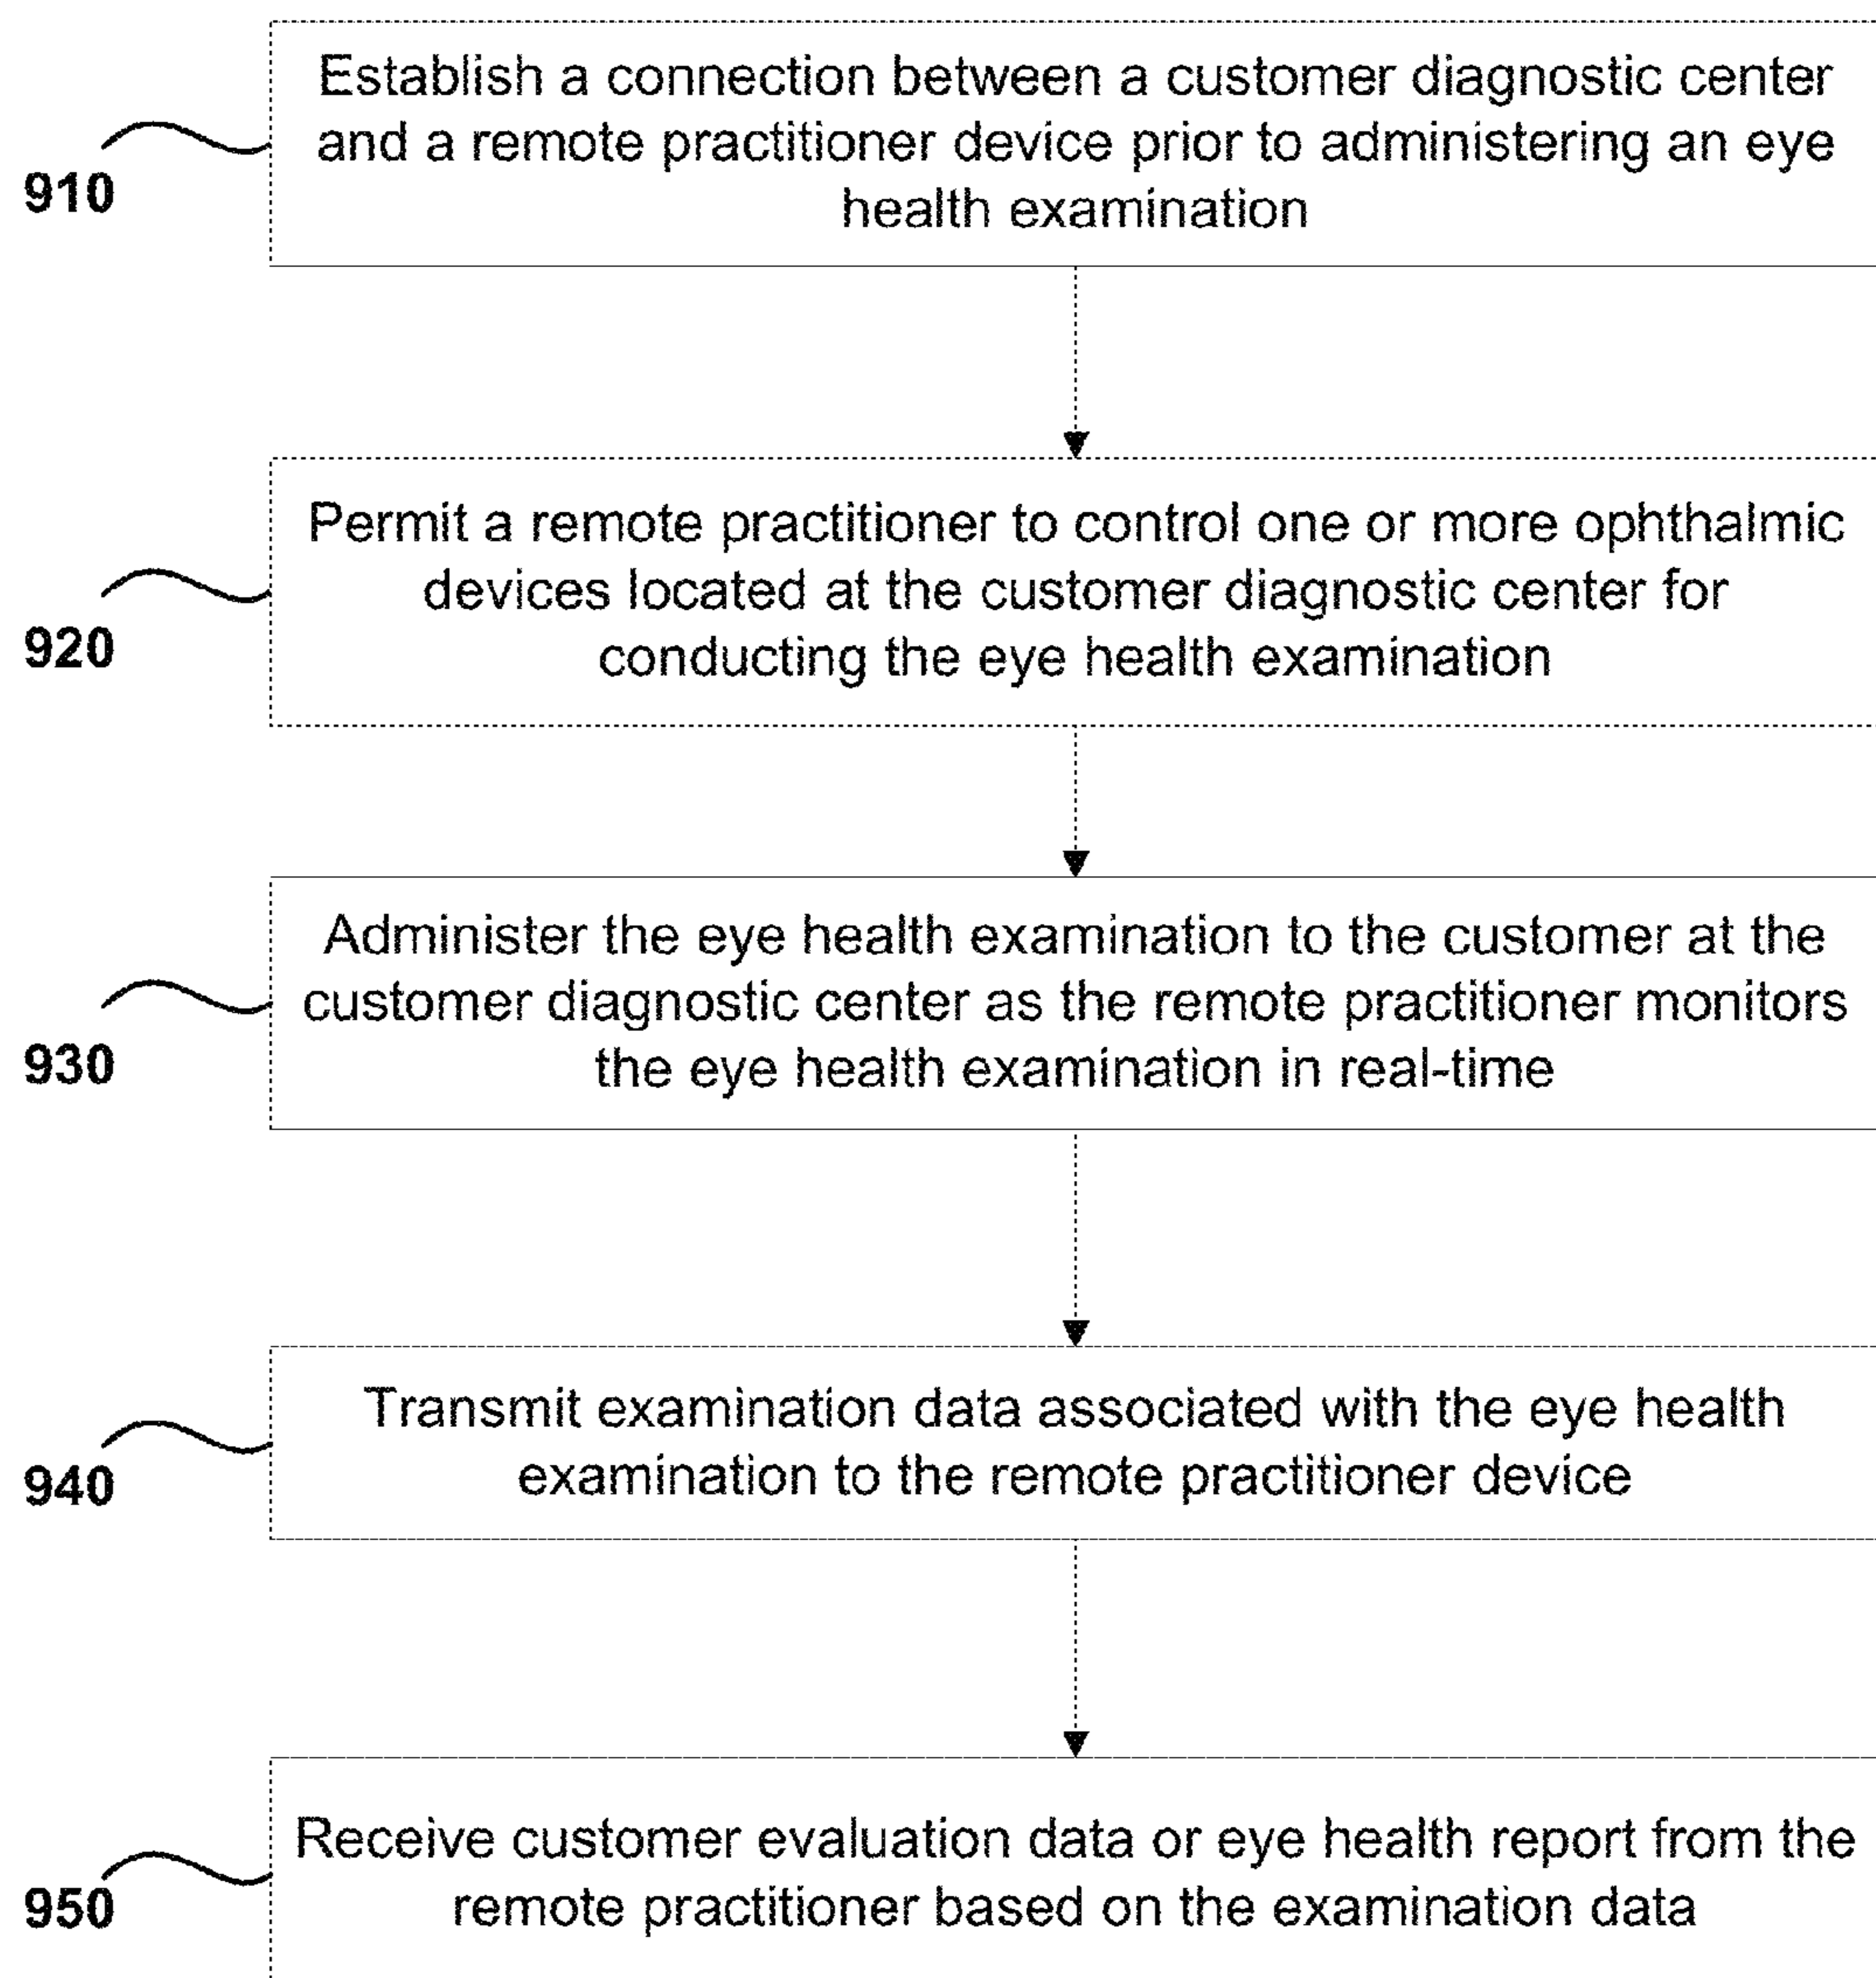 Establish a connection between a customer diagnostic center
and a remote practitioner device prior to administering an eye
health examination
910
Permit a remote practitioner to control one or more ophthalmic
devices located at the customer diagnostic center for
conducting the eye health examination
920
Administer the eye health examination to the customer at the
customer diagnostic center as the remote practitioner monitors
the eye health examination in real-time
930
Transmit examination data associated with the eye health
examination to the remote practitioner device
940
Receive customer evaluation data or eye health report from the
remote practitioner based on the examination data
950